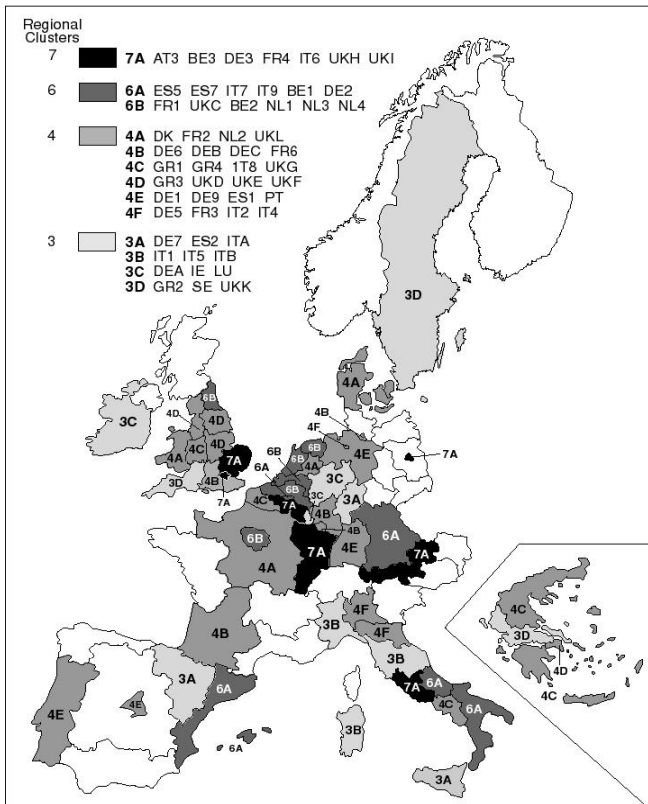 Regional
Clusters
7 7A AT3 BE3 DE3 FR4 IT6 UKH UKI
6 6A ES5 ES7 IT7 IT9 BE1 DE2
6B FR1 UKC BE2 NL1 NL3 NL4
4 4A DK FR2 NL2 UKL
4B DE6 DEB DEC FR6
4C GR1 GR4 1T8 UKG
4D GR3 UKD UKE UKF
4E DE1 DE9 ES1 PT
4F DE5 FR3 IT2 IT4
3 3A DE7 ES2 ITA
3B IT1 IT5 ITB
3C DEA IE LU
3D GR2 SE UKK
3D
4A
6B
4B
4D
4D
4F
3C
6B
6B
4E
7A
4C
4D
6B
4A
4A
7A
6A
3C
3D
4B
6B
3C
3A
4C
7A
4B
7A
4B
6A
6B
7A
4E
7A
4A
4F
4C
4B
3B
4F
3D
3B
4D
3A
6A
7A
6A
4C
4E
4E
4C
6A
3B
6A
3A